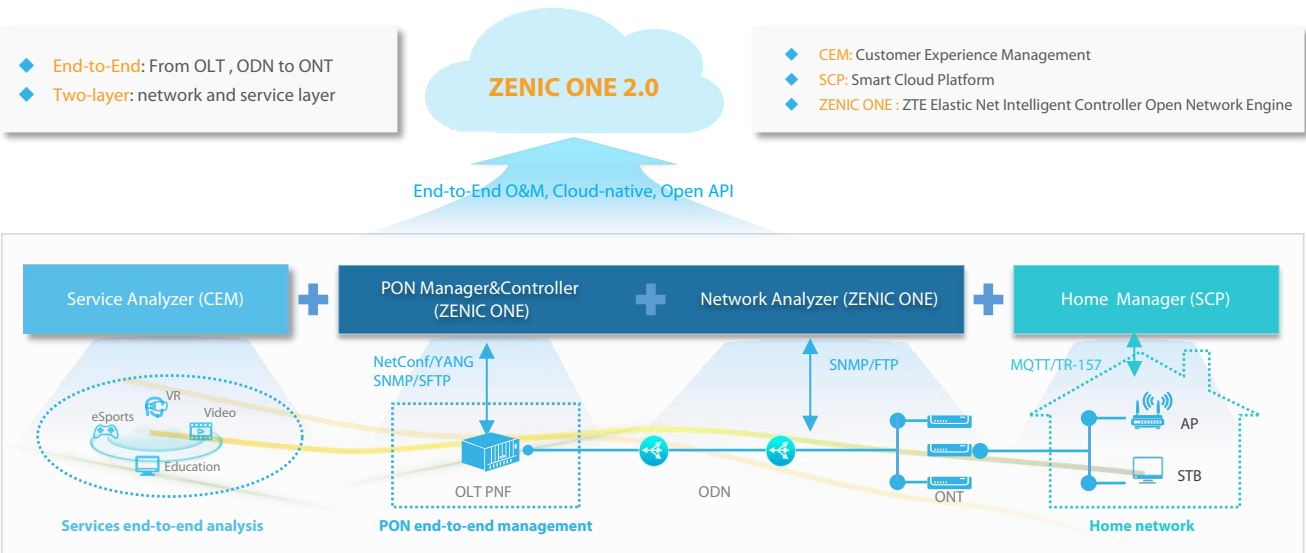 End-to-End: From OLT , ODN to ONT
Two-layer: network and service layer
ZENIC ONE 2.0
CEM: Customer Experience Management
SCP: Smart Cloud Platform
ZENIC ONE : ZTE Elastic Net Intelligent Controller Open Network Engine
End-to-End O&M, Cloud-native, Open API
Service Analyzer (CEM)
PON Manager&Controller
(ZENIC ONE)
Network Analyzer (ZENIC ONE)
Home Manager (SCP)
NetConf/YANG
SNMP/SFTP
SNMP/FTP
MQTT/TR-157
VR
eSports
Video
Education
OLT PNF
ODN
ONT
AP
STB
Services end-to-end analysis
PON end-to-end management
Home network